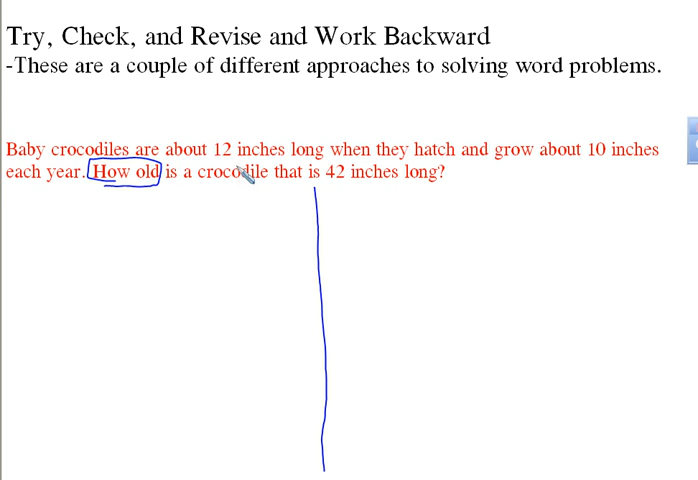 Try, Check, and Revise and Work Backward
-These are a couple of different approaches to solving word problems.
Baby crocodiles are about 12 inches long when they hatch and grow about 10 inches
each year. How old is a crocodile that is 42 inches long?